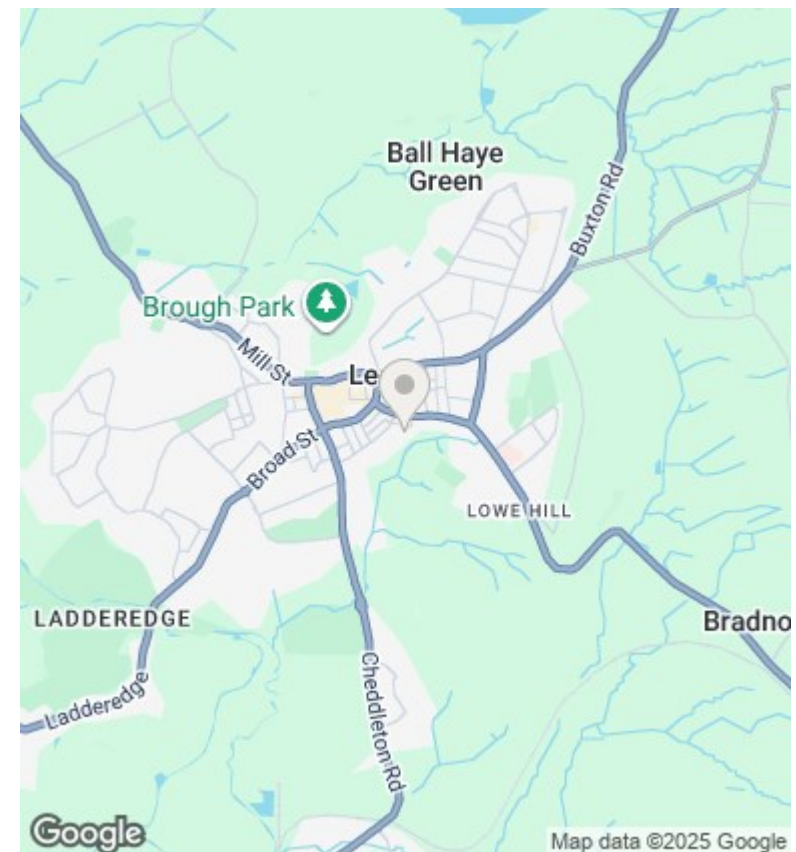 Ball Haye
Green
Buxton Rd
Brough Park
Mill St
Le
Broad St
LOWE HILL
LADDEREDGE
Bradno
Ladderedge
Cheddleton Rd
Google
Map data ©2025 Google